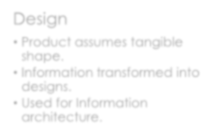 Design
• Product assumes tangible
shape.
• Information transformed into
designs.
• Used for Information
architecture.